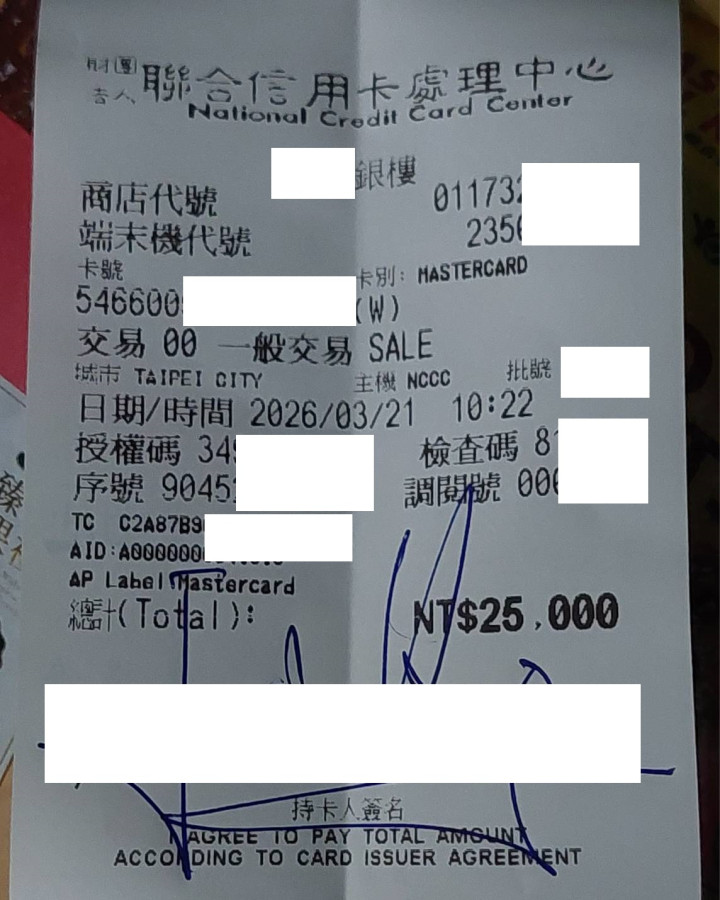 財團
法人 聯合信用卡處理中心
National Credit Card Center
銀樓
商店代號 01173
端末機代號 235
卡號 卡別: MASTERCARD
546600 (W)
交易 00 一般交易 SALE
城市 TAIPEI CITY 主機 NCCC 批號
日期/時間 2026/03/21 10:22
授權碼 34 檢查碼 8
序號 9045 調閱號 00
TC C2A87B9
AID:A0000000
AP Label:Mastercard
總計(Total): NT$25,000
持卡人簽名
I AGREE TO PAY TOTAL AMOUNT
ACCORDING TO CARD ISSUER AGREEMENT